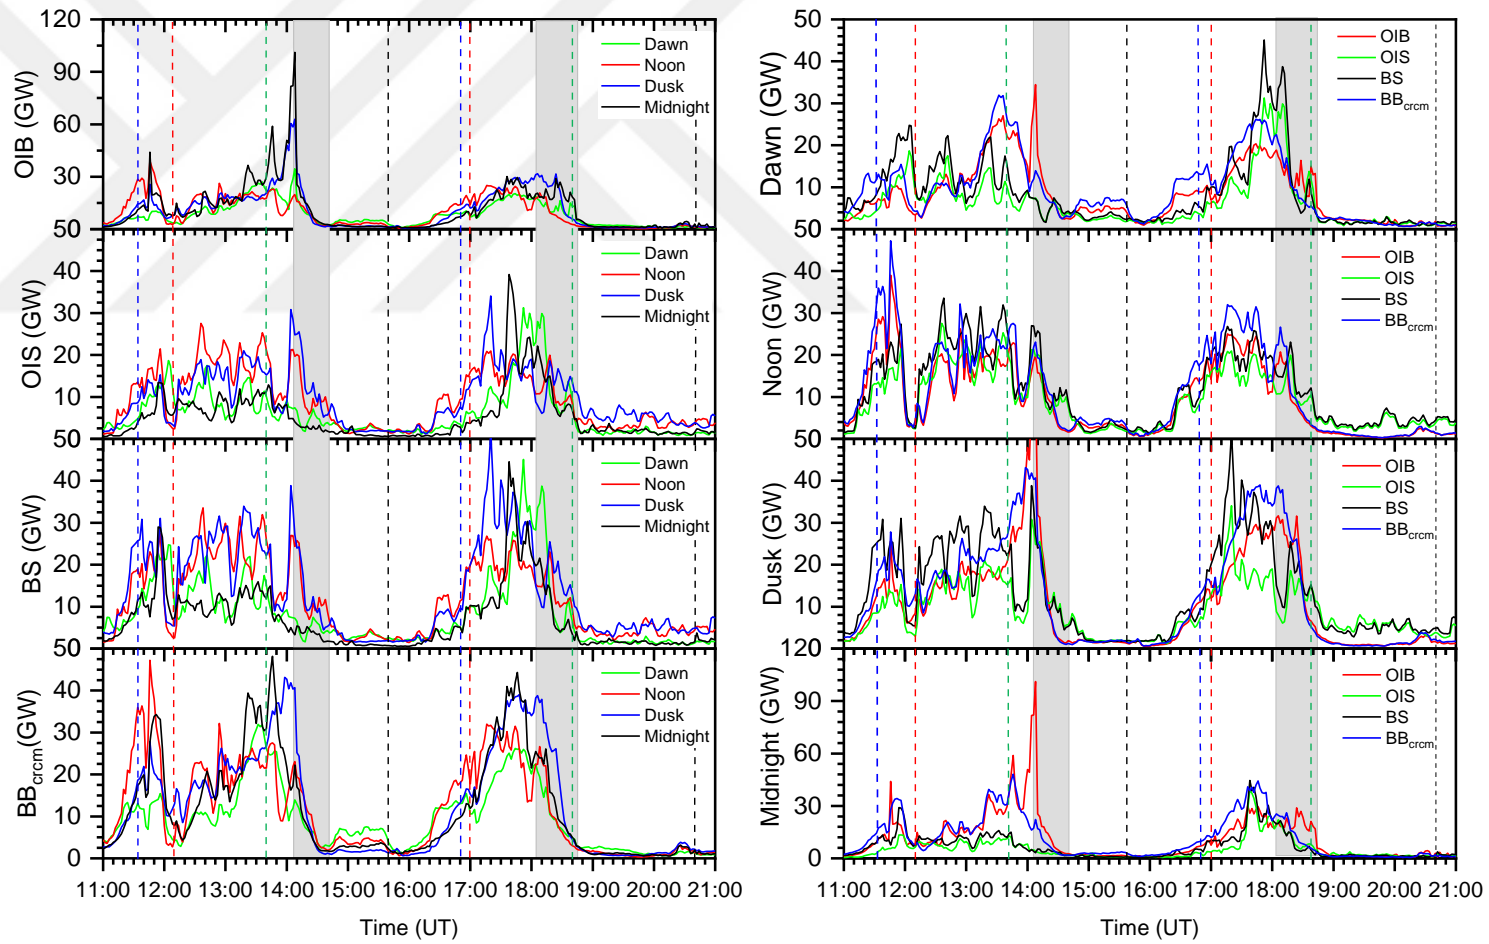 120
90
60
30
50
OIB (GW)
Dawn
Noon
Dusk
Midnight
40
30
20
10
50
OIS (GW)
Dawn
Noon
Dusk
Midnight
40
30
20
10
50
BS (GW)
Dawn
Noon
Dusk
Midnight
40
30
20
10
0
BBcrcm(GW)
Dawn
Noon
Dusk
Midnight
11:00 12:00 13:00 14:00 15:00 16:00 17:00 18:00 19:00 20:00 21:00
Time (UT)
50
40
30
20
10
50
Dawn (GW)
OIB
OIS
BS
BBcrcm
40
30
20
10
50
Noon (GW)
OIB
OIS
BS
BBcrcm
40
30
20
10
120
Dusk (GW)
OIB
OIS
BS
BBcrcm
90
60
30
0
Midnight (GW)
OIB
OIS
BS
BBcrcm
11:00 12:00 13:00 14:00 15:00 16:00 17:00 18:00 19:00 20:00 21:00
Time (UT)